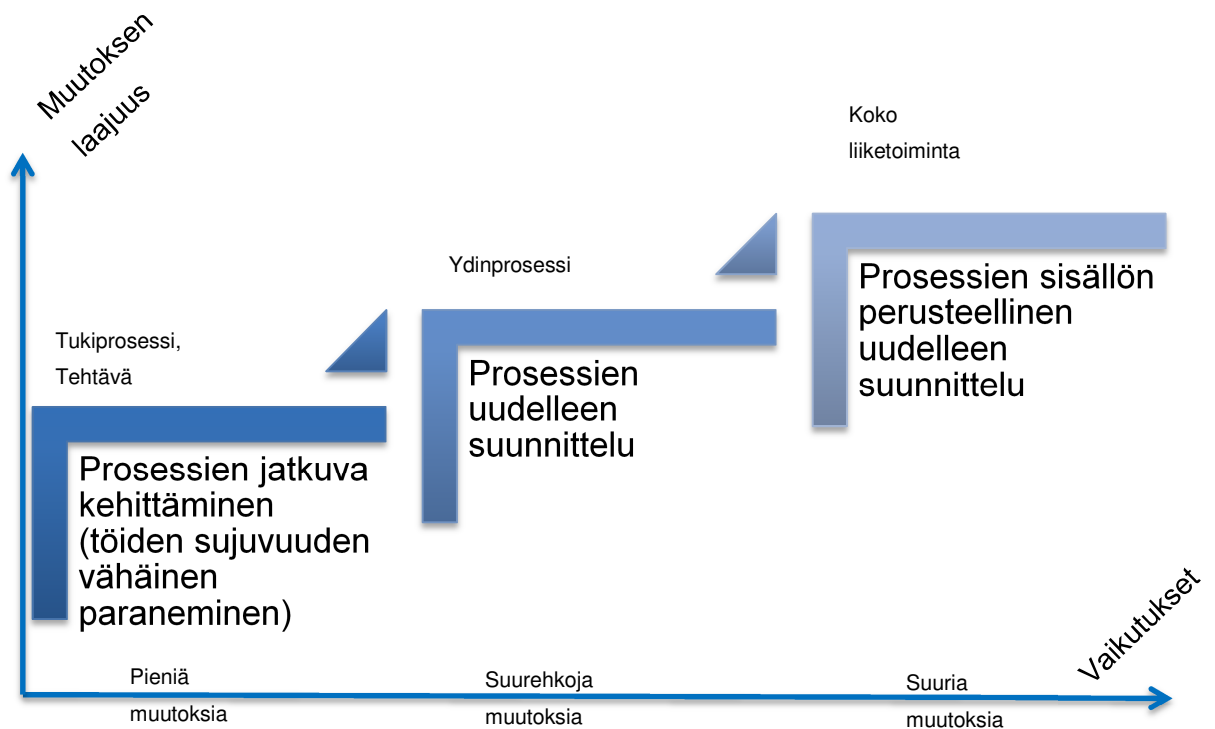 Muutoksen
laajuus
Koko
liiketoiminta
Ydinprosessi
Prosessien sisällön
perusteellinen
uudelleen
suunnittelu
Tukiprosessi,
Tehtävä
Prosessien
uudelleen
suunnittelu
Prosessien jatkuva
kehittäminen
(töiden sujuvuuden
vähäinen
paraneminen)
Vaikutukset
Pieniä
muutoksia
Suurehkoja
muutoksia
Suuria
muutoksia